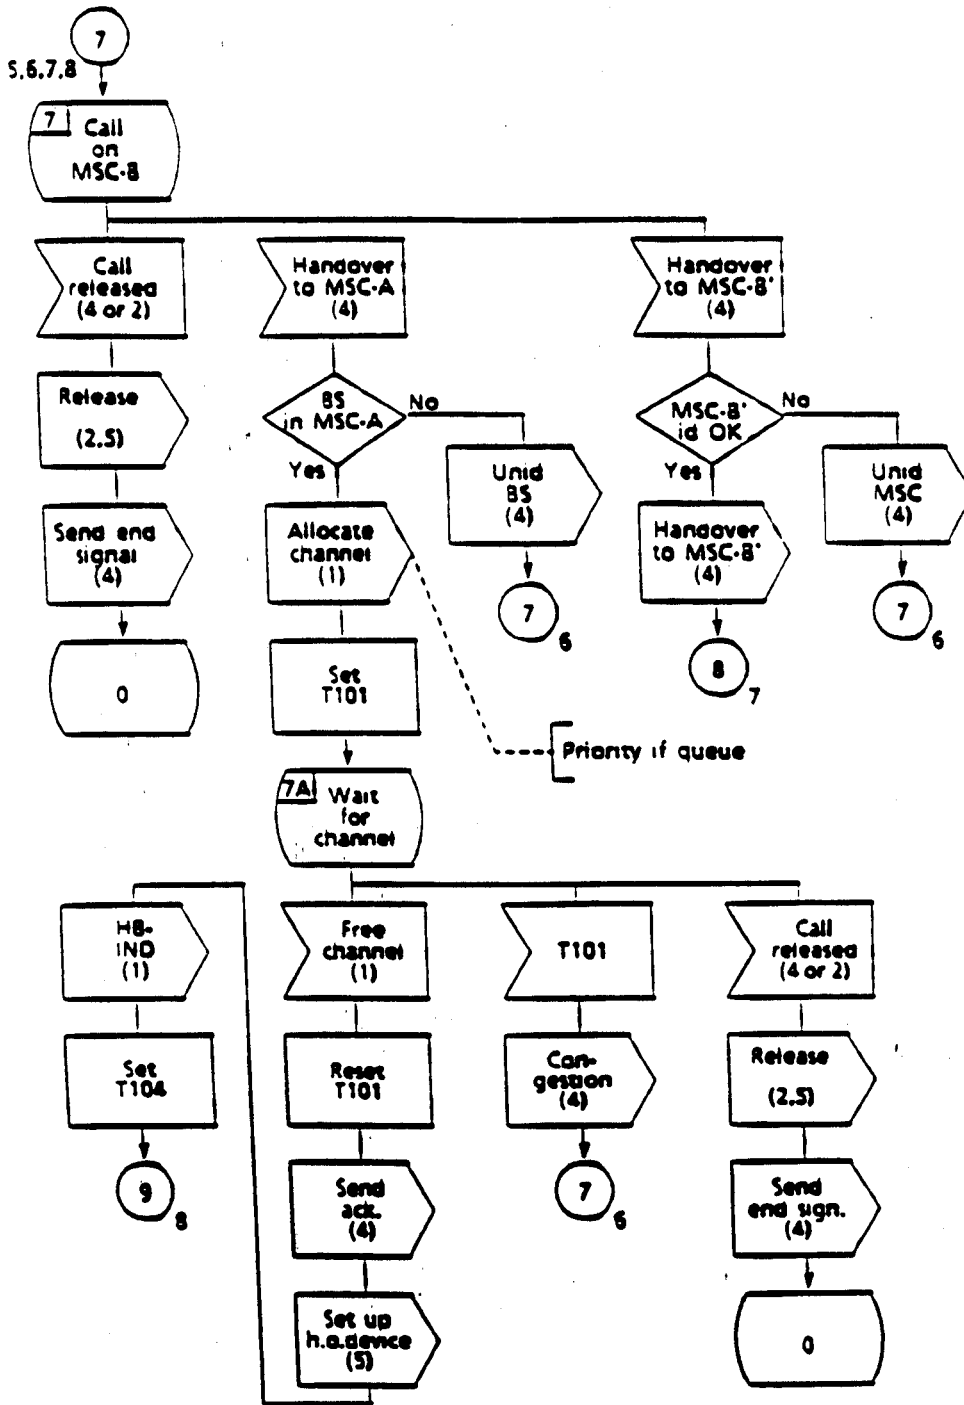 7
5,6,7,8
7
Call
on
MSC-B
Call
released
(4 or 2)
Handover
to MSC-A
(4)
Handover
to MSC-B'
(4)
Release
(2,5)
BS
in MSC-A
No
Yes
MSC-B'
id OK
No
Yes
Send end
signal
(4)
Allocate
channel
(1)
Unid
BS
(4)
Handover
to MSC-B'
(4)
Unid
MSC
(4)
0
Set
T101
7
6
8
7
7
6
Priority if queue
7A
Wait
for
channel
HB-
IND
(1)
Free
channel
(1)
T101
Call
released
(4 or 2)
Set
T104
Reset
T101
Con-
gestion
(4)
Release
(2,5)
9
8
Send
ack.
(4)
7
6
Send
end sign.
(4)
Set up
h.o.device
(5)
0